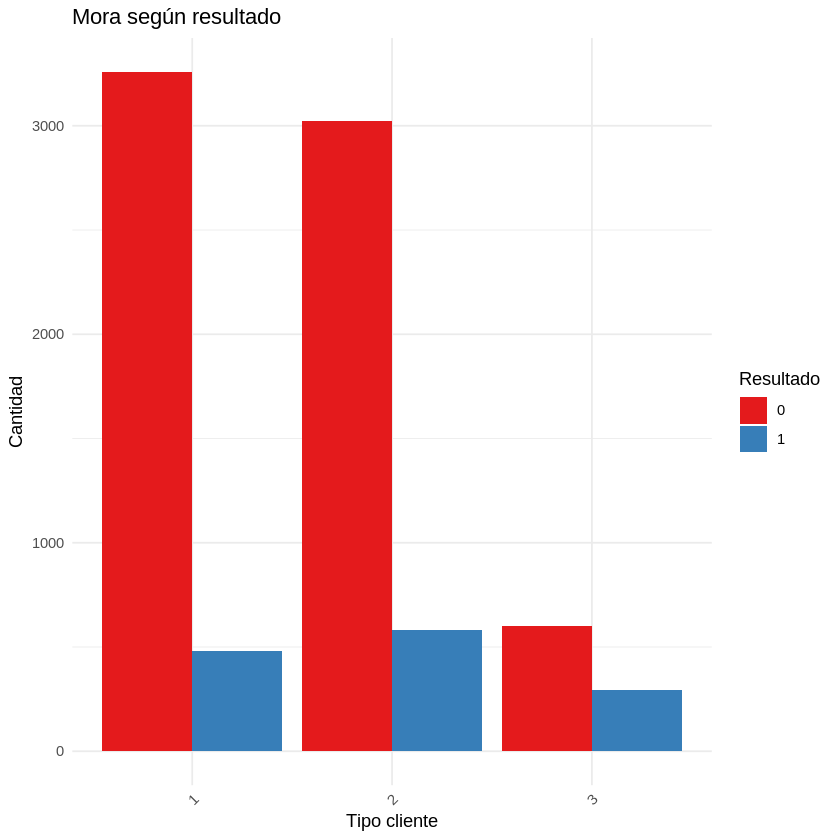 Mora según resultado
Cantidad
3000
2000
1000
0
1
2
3
Tipo cliente
Resultado
0
1